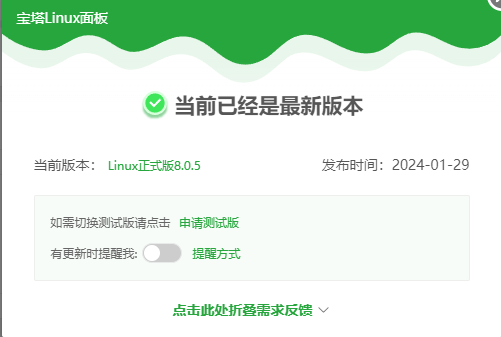 宝塔Linux面板
当前已经是最新版本
当前版本： Linux正式版8.0.5 发布时间：2024-01-29
如需切换测试版请点击 申请测试版
有更新时提醒我: 提醒方式
点击此处折叠需求反馈